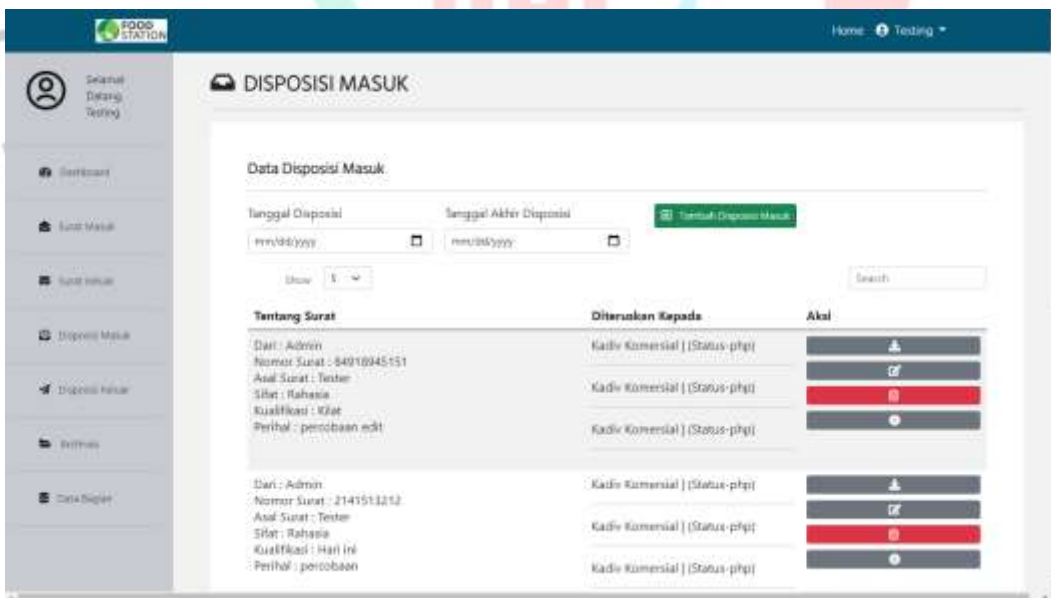 FOOD
STATION
Home Testing
Selamat
Datang
Testing
DISPOSISI MASUK
Dashboard
Surat Masuk
Surat Keluar
Disposisi Masuk
Disposisi Keluar
Data Bagian
Data Disposisi Masuk
Tanggal Disposisi Tanggal Akhir Disposisi Tambah Disposisi Masuk
mm/dd/yyyy mm/dd/yyyy
Show 5 Search
Tentang Surat Diteruskan Kepada Aksi
Dari : Admin
Nomor Surat : 84918945151
Asal Surat : Tester
Sifat : Rahasia
Kualifikasi : Kilat
Perihal : percobaan edit
Kadiv Komersial | (Status-php)
Kadiv Komersial | (Status-php)
Kadiv Komersial | (Status-php)
Dari : Admin
Nomor Surat : 2141513212
Asal Surat : Tester
Sifat : Rahasia
Kualifikasi : Hari ini
Perihal : percobaan
Kadiv Komersial | (Status-php)
Kadiv Komersial | (Status-php)
Kadiv Komersial | (Status-php)